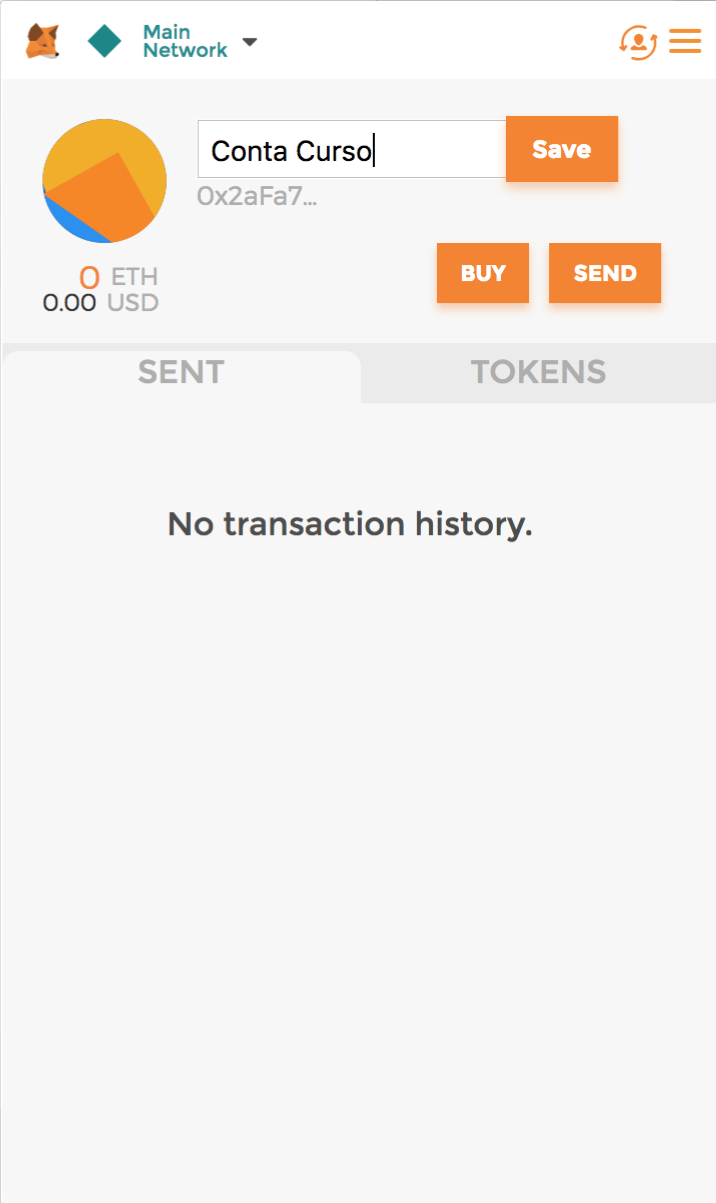 Main
Network
Conta Curso
Save
0x2aFa7...
0 ETH
0.00 USD
BUY
SEND
SENT
TOKENS
No transaction history.